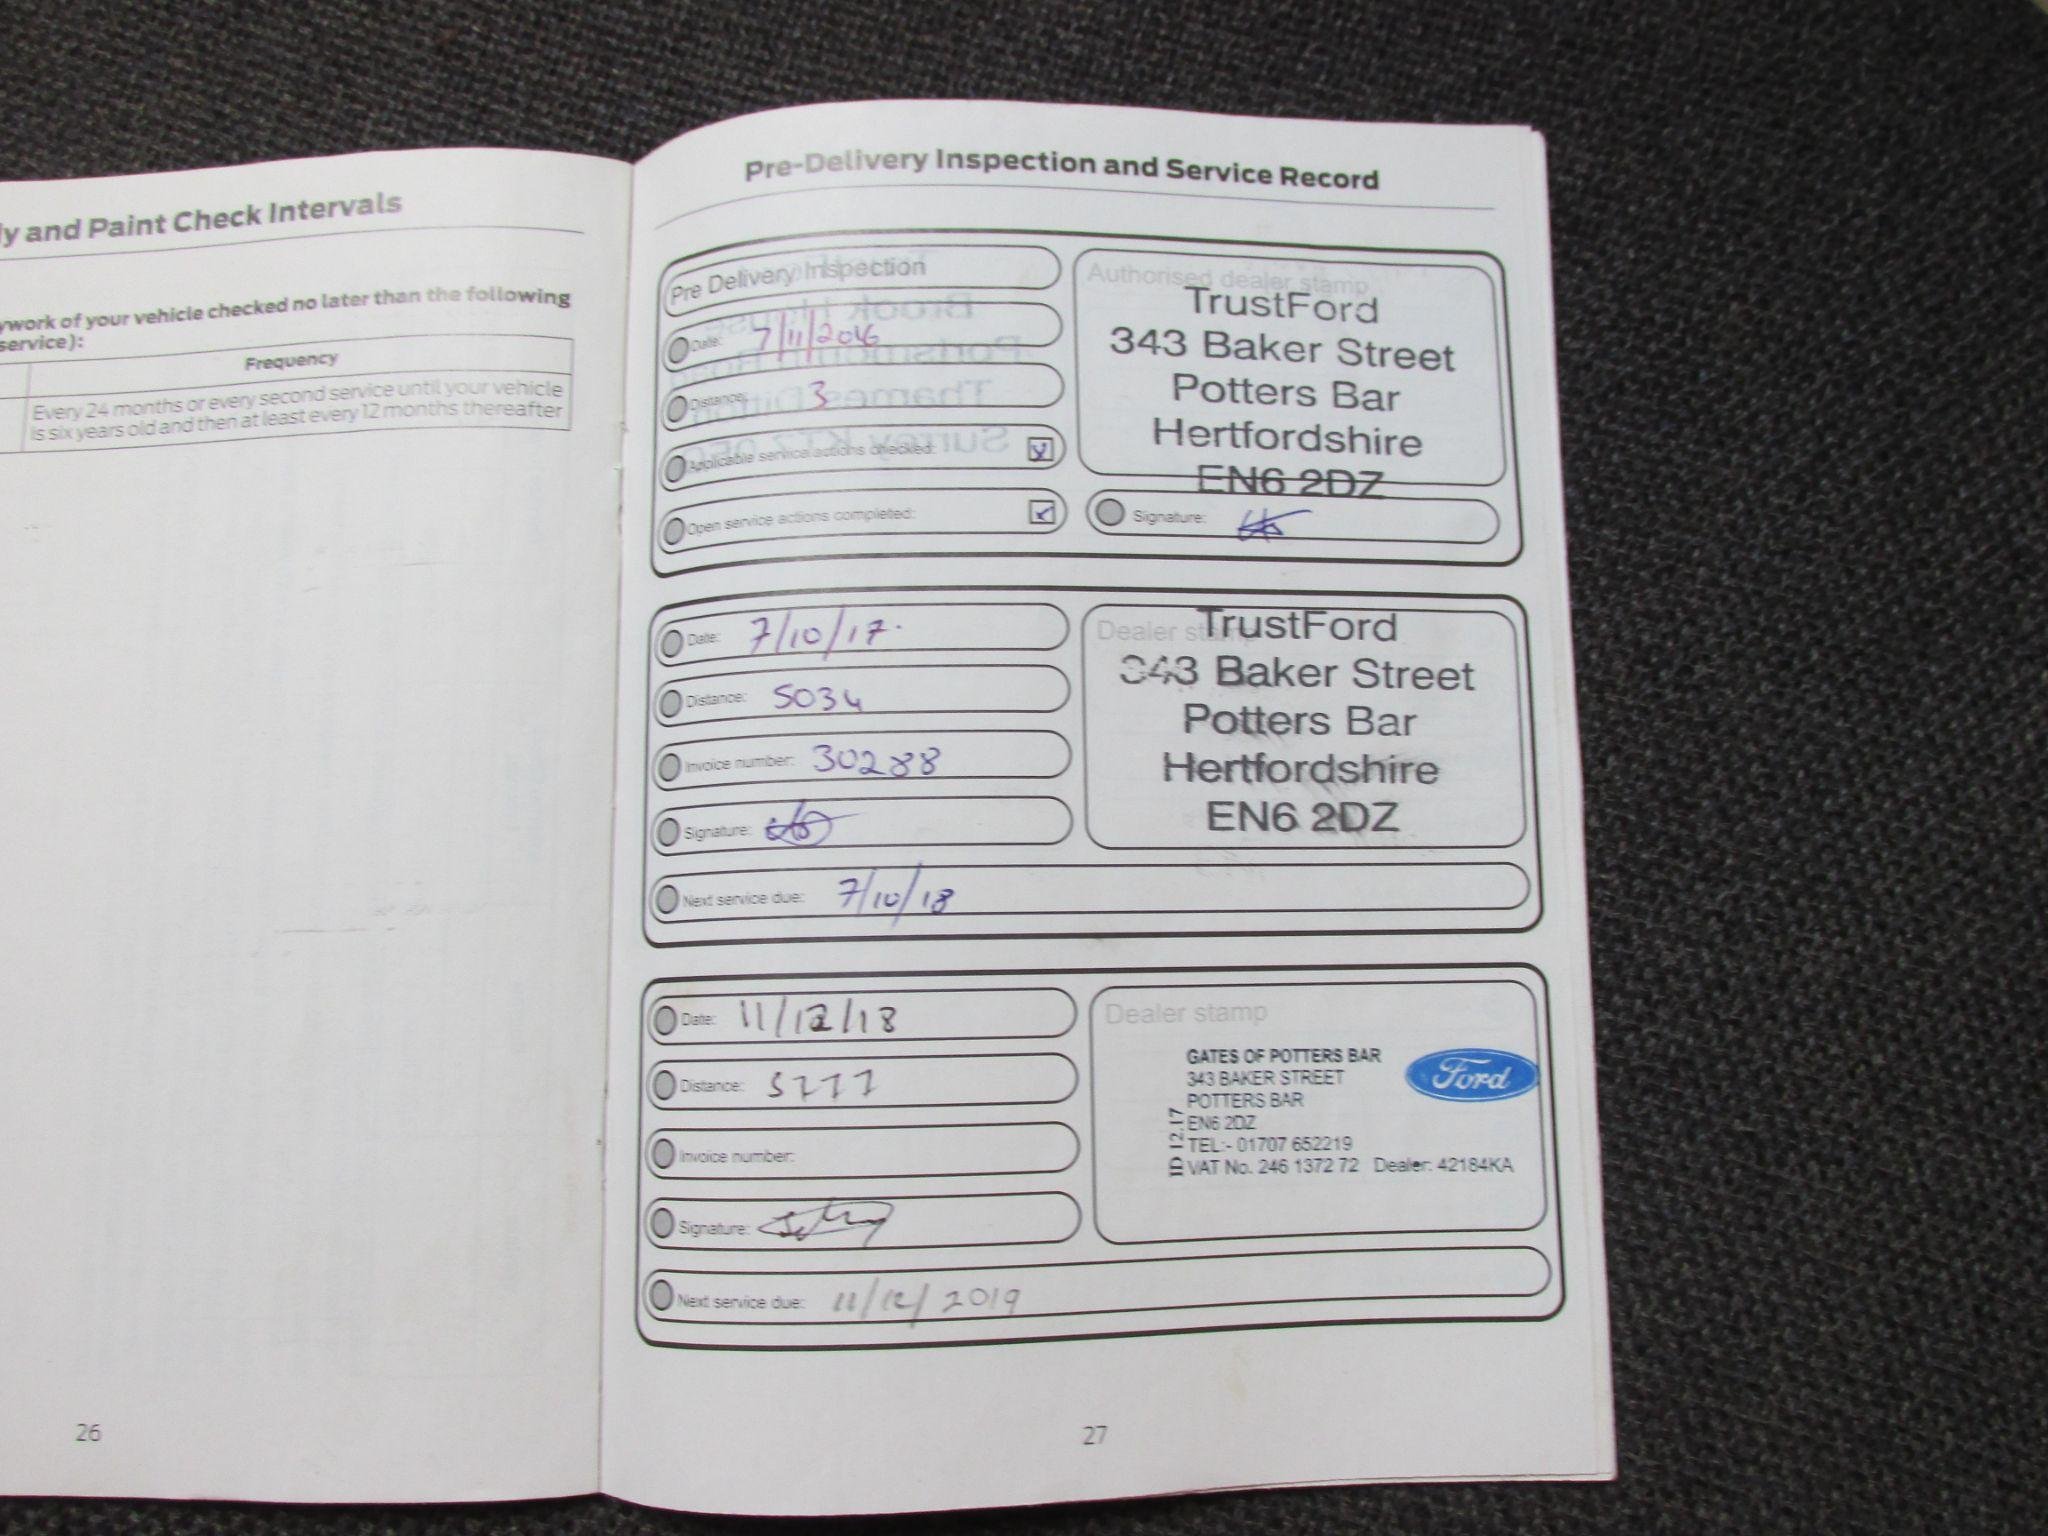 y and Paint Check Intervals
ywork of your vehicle checked no later than the following
service):
Frequency
Every 24 months or every second service until your vehicle
is six years old and then at least every 12 months thereafter
26
Pre-Delivery Inspection and Service Record
Pre Delivery Inspection
Date: 7/11/2016
Distance: 3
Applicable service actions checked:
Open service actions completed:
Authorised dealer stamp
TrustFord
343 Baker Street
Potters Bar
Hertfordshire
EN6 2DZ
Signature:
Date: 7/10/17.
Distance: 5034
Invoice number: 30288
Signature:
Next service due: 7/10/18
Dealer stamp
TrustFord
343 Baker Street
Potters Bar
Hertfordshire
EN6 2DZ
Date: 11/12/18
Distance: 5777
Invoice number:
Signature:
Next service due: 11/12/2019
Dealer stamp
GATES OF POTTERS BAR
343 BAKER STREET
POTTERS BAR
EN6 2DZ
TEL:- 01707 652219
VAT No. 246 1372 72 Dealer: 42184KA
ID 12.17
Ford
27